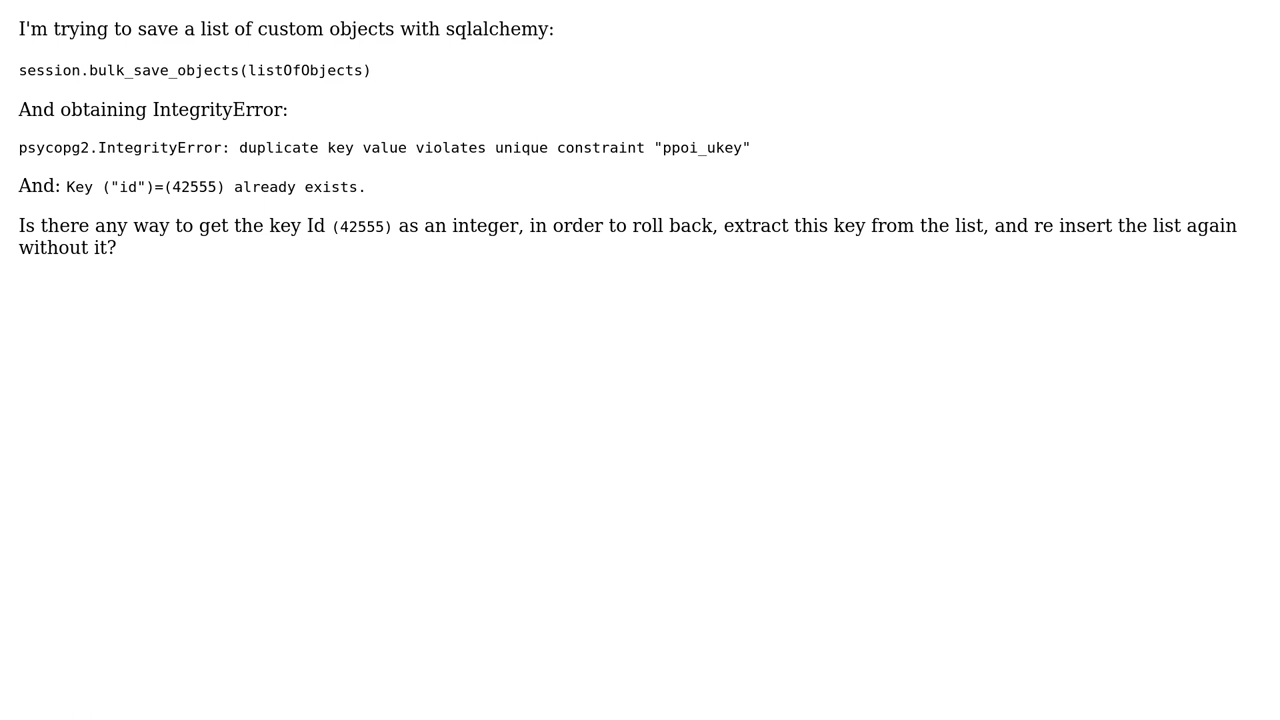 I'm trying to save a list of custom objects with sqlalchemy:
session.bulk_save_objects(listOfObjects)
And obtaining IntegrityError:
psycopg2.IntegrityError: duplicate key value violates unique constraint "ppoi_ukey"
And: Key ("id")=(42555) already exists.
Is there any way to get the key Id (42555) as an integer, in order to roll back, extract this key from the list, and re insert the list again
without it?